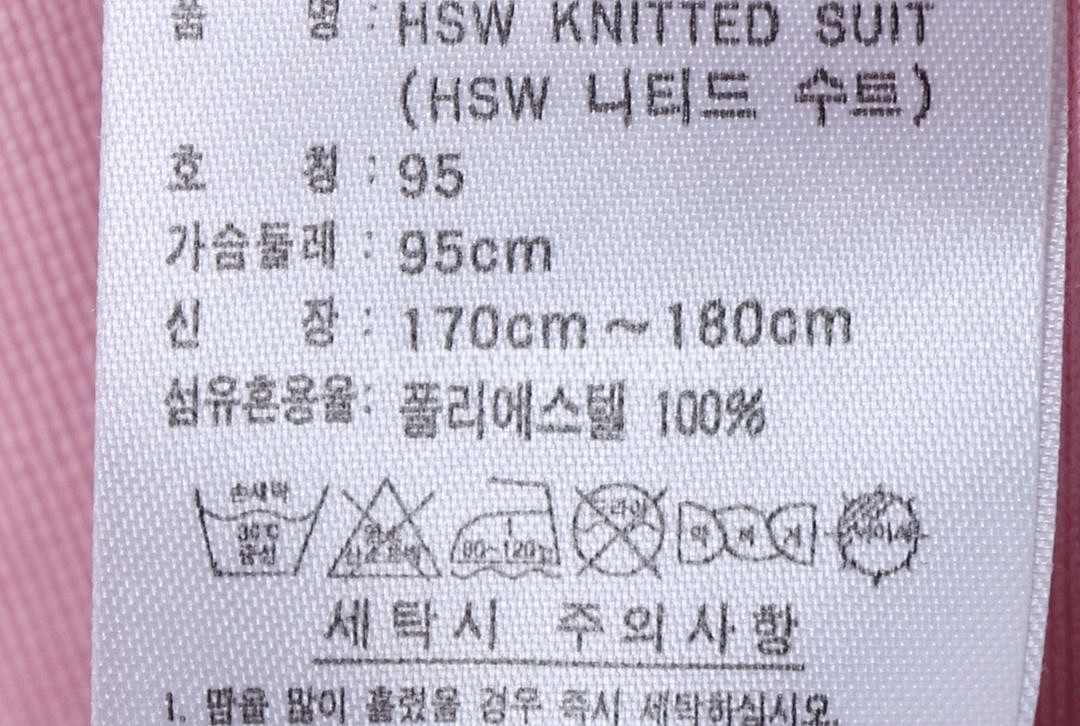 품 명 : HSW KNITTED SUIT
(HSW 니티드 수트)
호 칭 : 95
가슴둘레 : 95cm
신 장 : 170cm~180cm
섬유혼용율: 폴리에스텔 100%
손세탁 30℃ 중성 80~120℃ 드라이 약 하 게
세탁시 주의사항
1. 땀을 많이 흘렸을 경우 즉시 세탁하십시오.